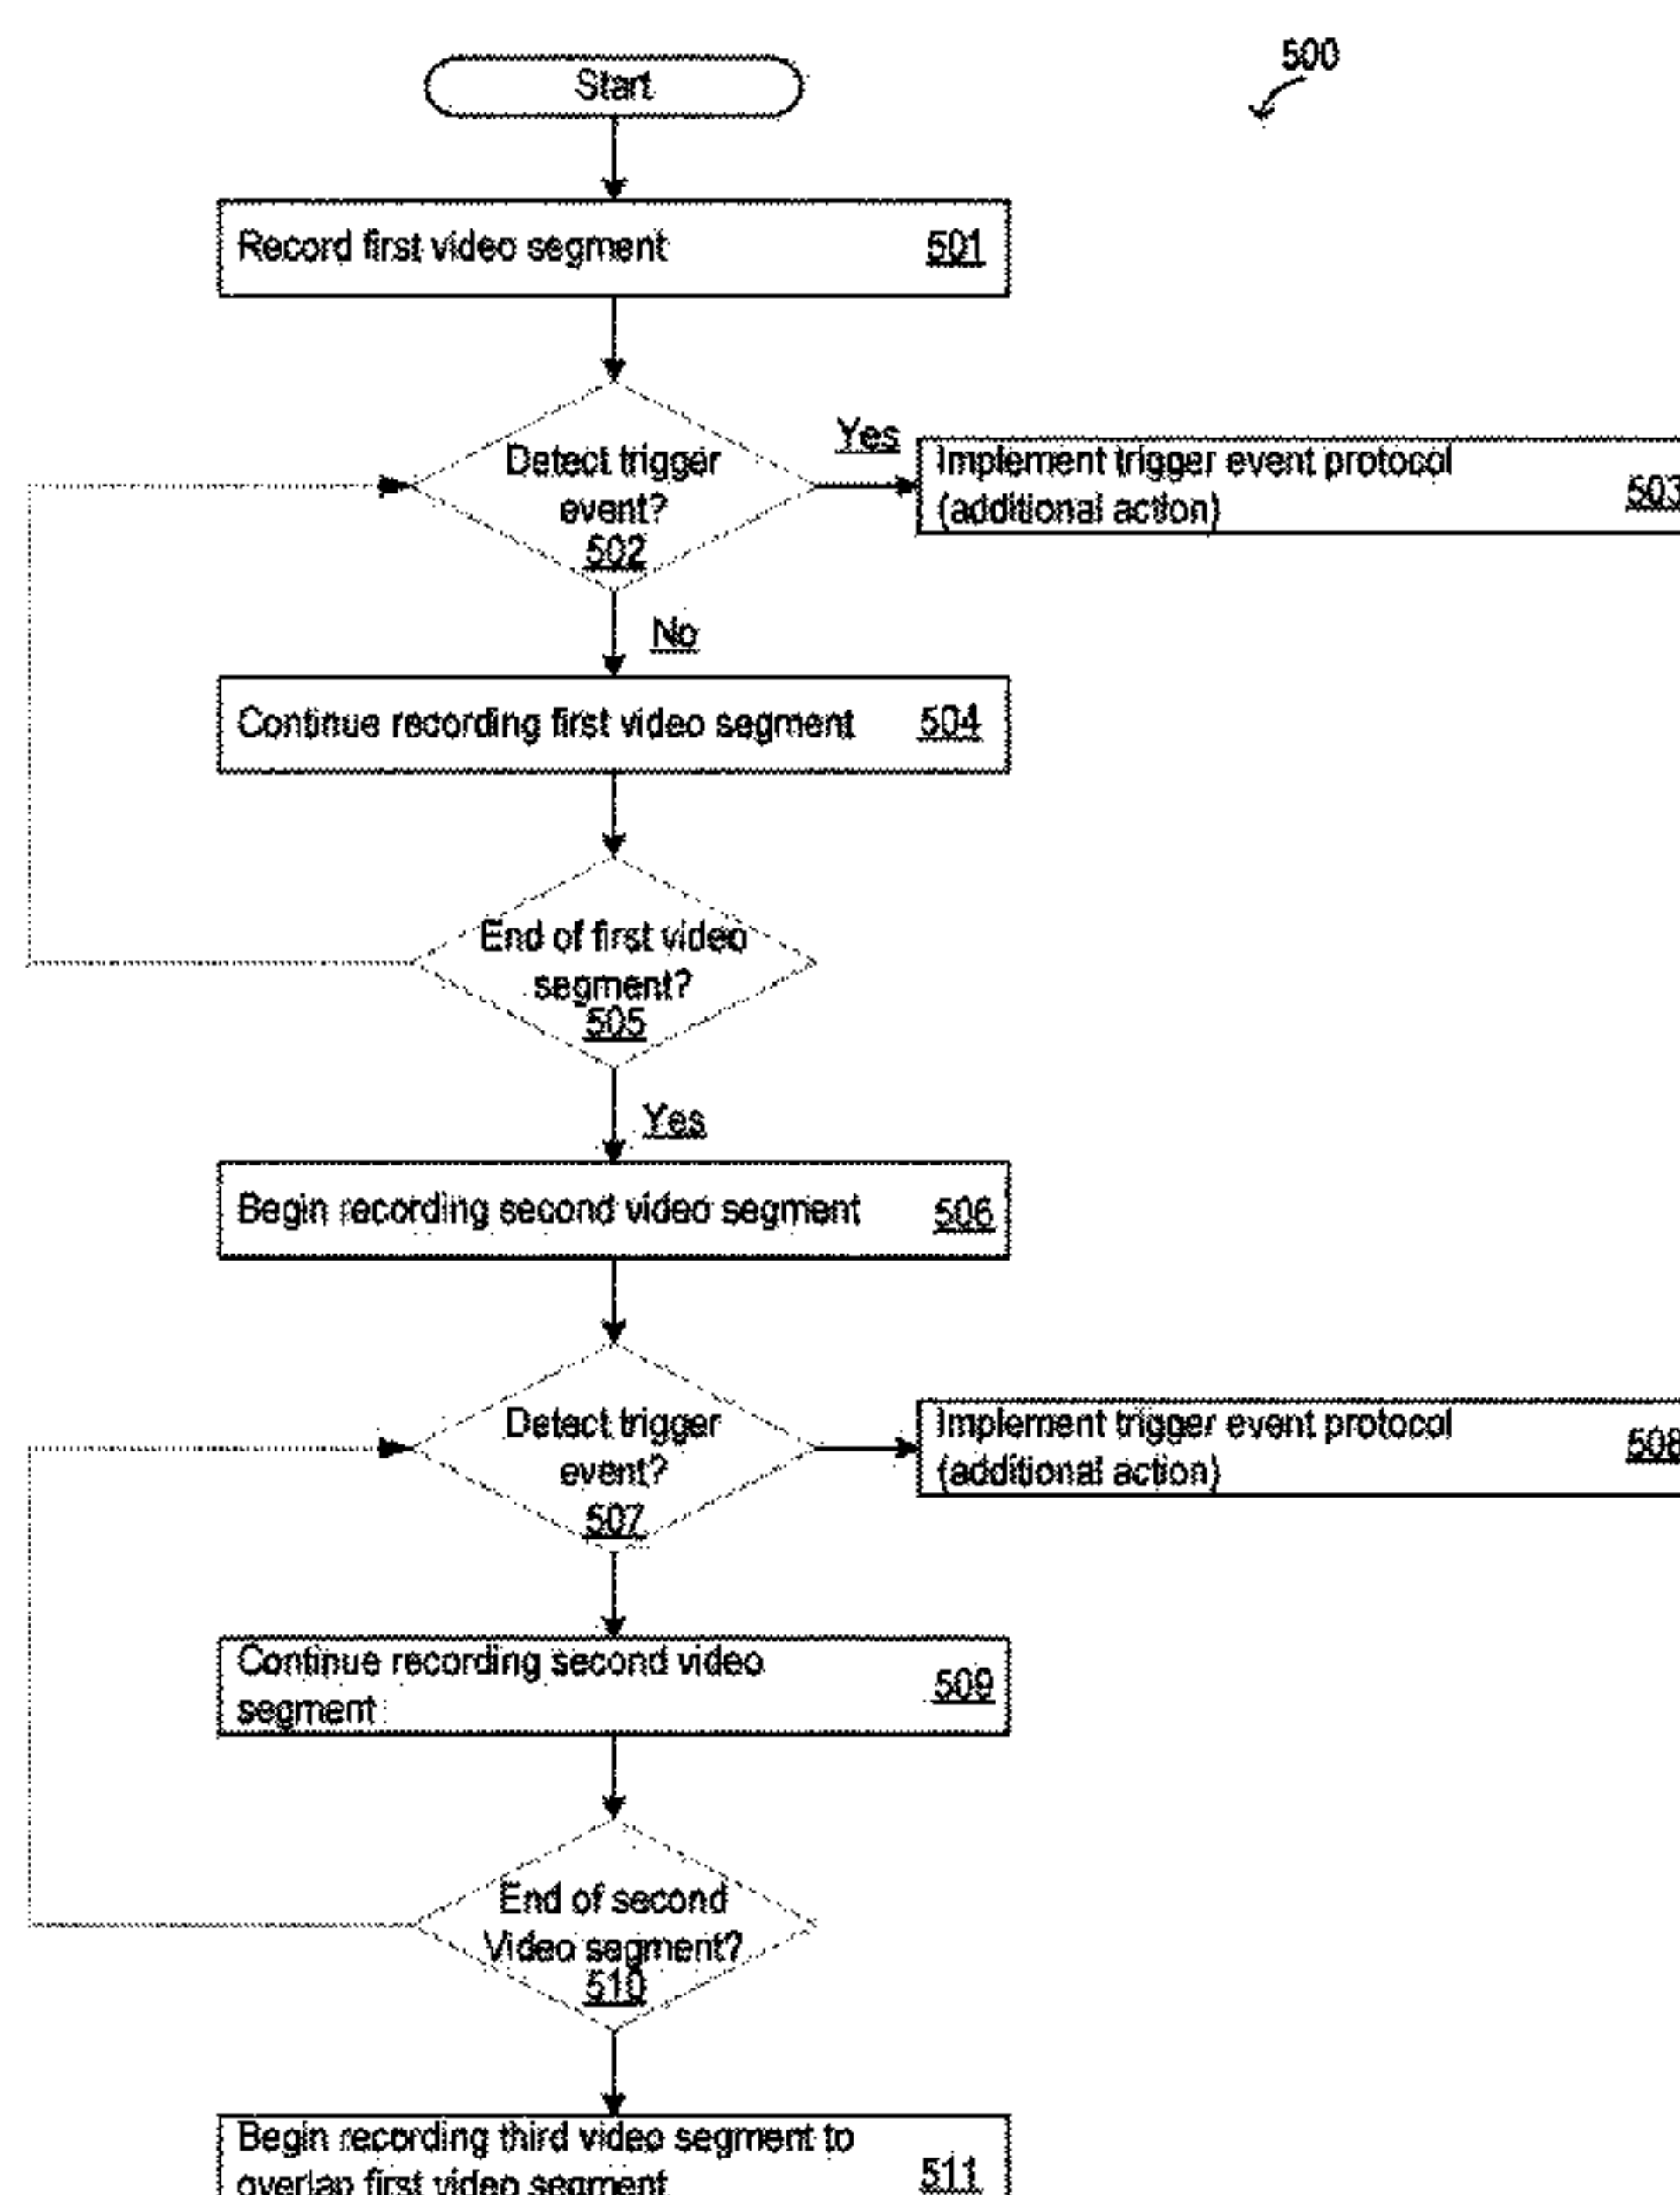 500
Start
Record first video segment 501
Detect trigger
event?
502
Yes
Implement trigger event protocol
(additional action) 503
No
Continue recording first video segment 504
End of first video
segment?
505
Yes
Begin recording second video segment 506
Detect trigger
event?
507
Implement trigger event protocol
(additional action) 508
Continue recording second video
segment 509
End of second
Video segment?
510
Begin recording third video segment to
overlap first video segment 511